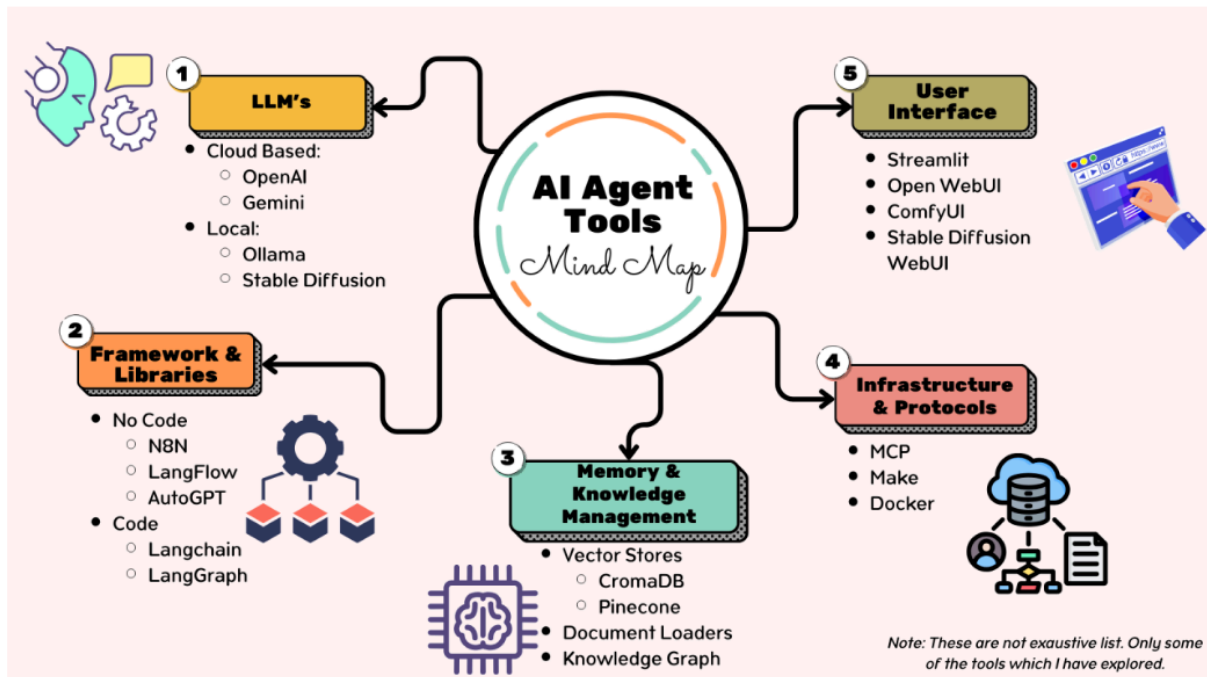 AI Agent
Tools
Mind Map
1
LLM's
Cloud Based:
OpenAI
Gemini
Local:
Ollama
Stable Diffusion
2
Framework &
Libraries
No Code
N8N
LangFlow
AutoGPT
Code
Langchain
LangGraph
3
Memory &
Knowledge
Management
Vector Stores
CromaDB
Pinecone
Document Loaders
Knowledge Graph
4
Infrastructure
& Protocols
MCP
Make
Docker
5
User
Interface
Streamlit
Open WebUI
ComfyUI
Stable Diffusion
WebUI
https://www
Note: These are not exaustive list. Only some
of the tools which I have explored.